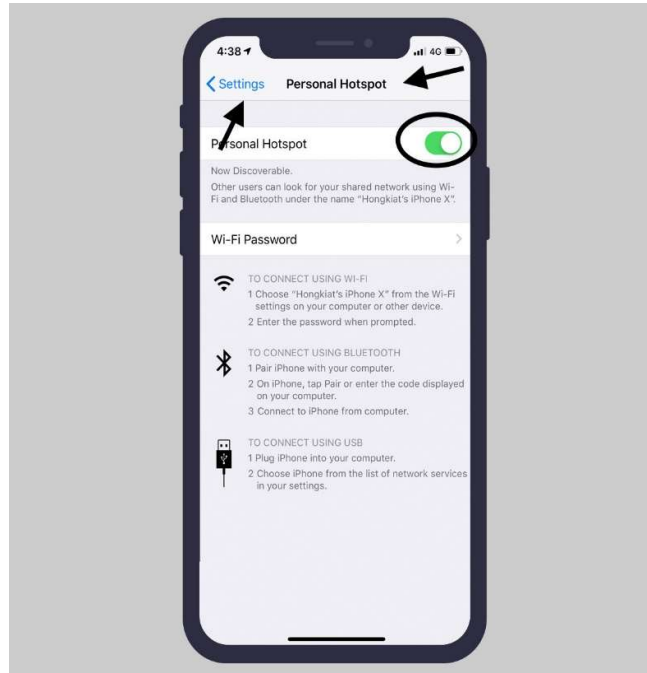 4:38
4G
Settings
Personal Hotspot
Personal Hotspot
Now Discoverable.
Other users can look for your shared network using Wi-
Fi and Bluetooth under the name “Hongkiat’s iPhone X”.
Wi-Fi Password
TO CONNECT USING WI-FI
1 Choose “Hongkiat’s iPhone X” from the Wi-Fi
settings on your computer or other device.
2 Enter the password when prompted.
TO CONNECT USING BLUETOOTH
1 Pair iPhone with your computer.
2 On iPhone, tap Pair or enter the code displayed
on your computer.
3 Connect to iPhone from computer.
TO CONNECT USING USB
1 Plug iPhone into your computer.
2 Choose iPhone from the list of network services
in your settings.